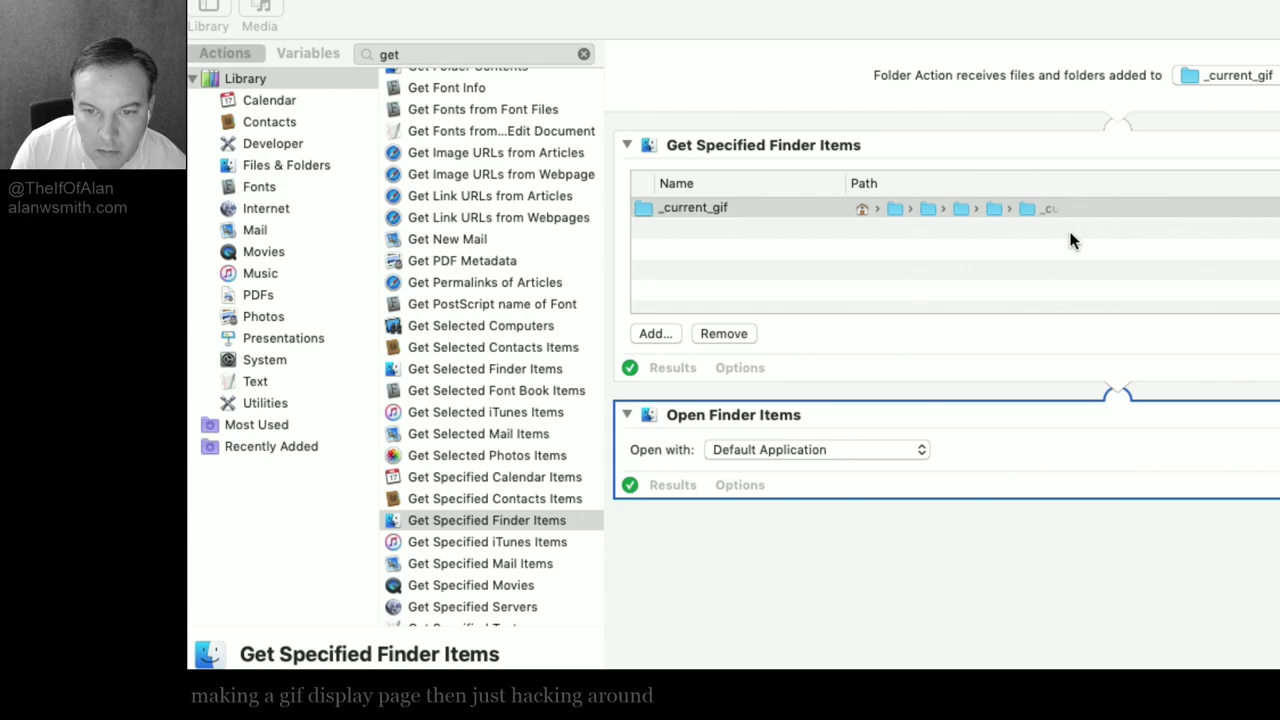 Library Media
Actions Variables get
Folder Action receives files and folders added to _current_gif
Library
Calendar
Contacts
Developer
Files & Folders
Fonts
Internet
Mail
Movies
Music
PDFs
Photos
Presentations
System
Text
Utilities
Most Used
Recently Added
Get Font Info
Get Fonts from Font Files
Get Fonts from...Edit Document
Get Image URLs from Articles
Get Image URLs from Webpage
Get Link URLs from Articles
Get Link URLs from Webpages
Get New Mail
Get PDF Metadata
Get Permalinks of Articles
Get PostScript name of Font
Get Selected Computers
Get Selected Contacts Items
Get Selected Finder Items
Get Selected Font Book Items
Get Selected iTunes Items
Get Selected Mail Items
Get Selected Photos Items
Get Specified Calendar Items
Get Specified Contacts Items
Get Specified Finder Items
Get Specified iTunes Items
Get Specified Mail Items
Get Specified Movies
Get Specified Servers
Get Specified Finder Items
Name Path
_current_gif _cu
Add... Remove
Results Options
Open Finder Items
Open with: Default Application
Results Options
Get Specified Finder Items
@TheIfOfAlan
alanwsmith.com
making a gif display page then just hacking around